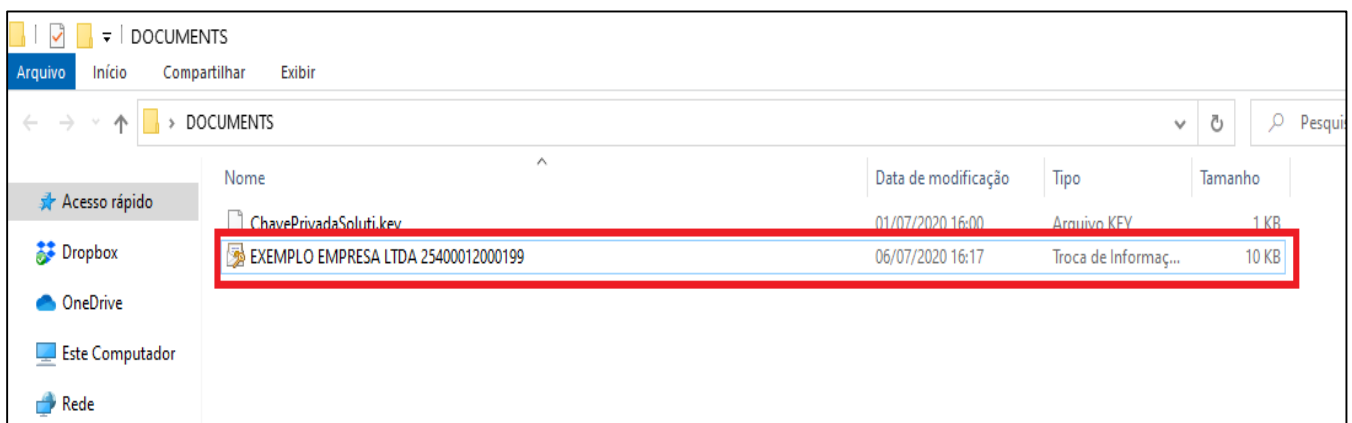 DOCUMENTS
Arquivo Início Compartilhar Exibir
DOCUMENTS Pesquis
Nome Data de modificação Tipo Tamanho
Acesso rápido
ChavePrivadaSoluti.key 01/07/2020 16:00 Arquivo KEY 1 KB
Dropbox
EXEMPLO EMPRESA LTDA 25400012000199 06/07/2020 16:17 Troca de Informaç... 10 KB
OneDrive
Este Computador
Rede